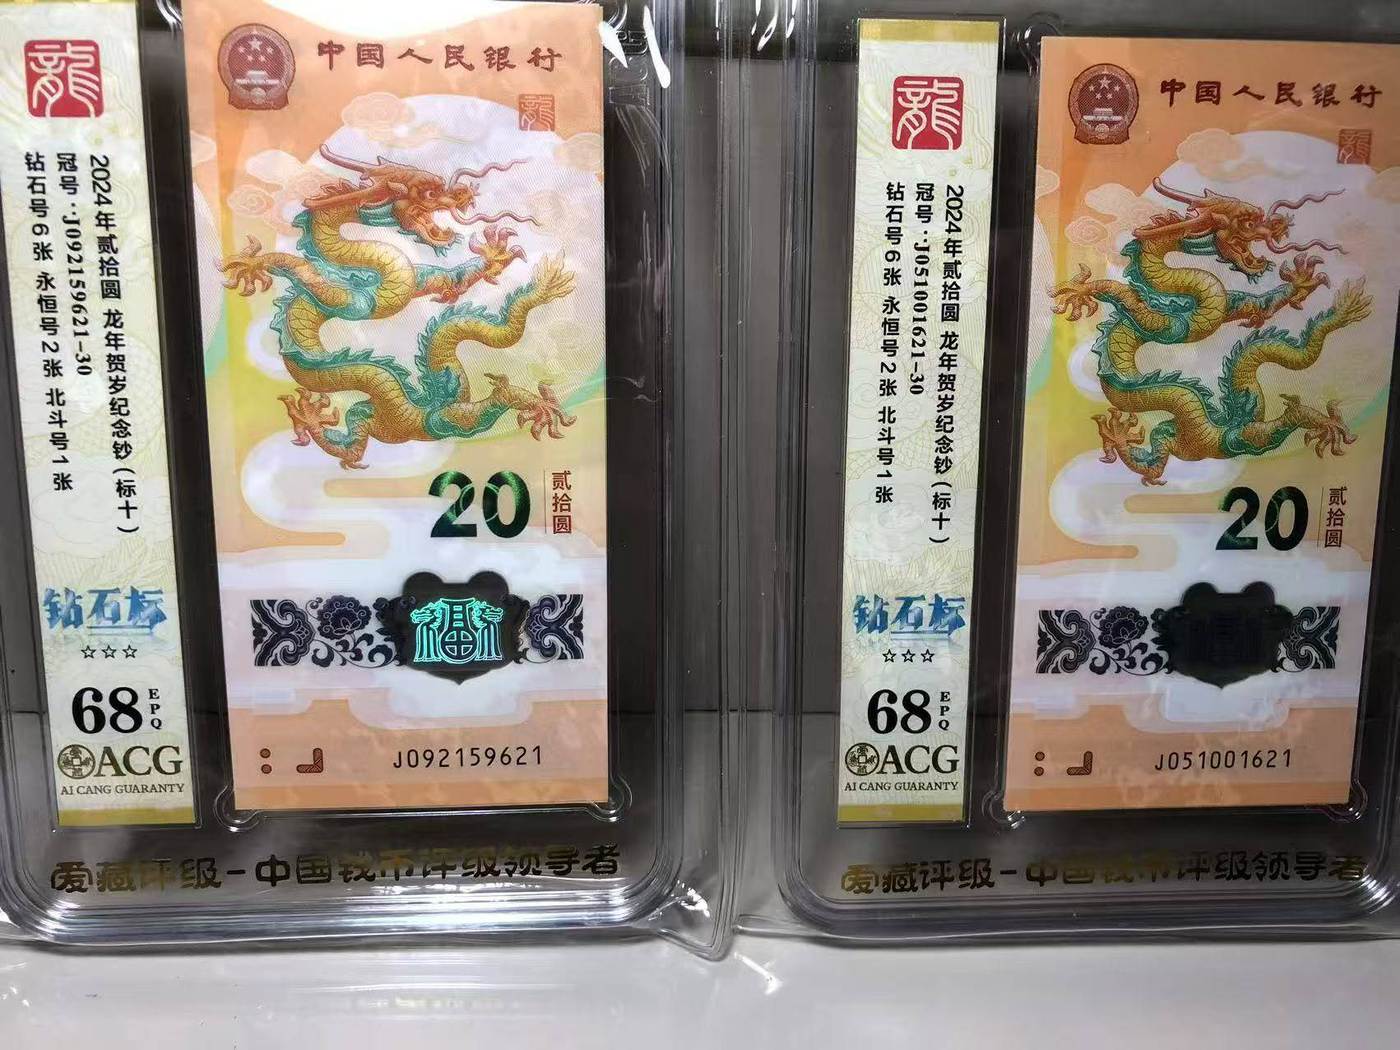 龍
2024年贰拾圆 龙年贺岁纪念钞(标十)
冠号:J092159621-30
钻石号6张 永恒号2张 北斗号1张
钻石标
☆☆☆
68 EPQ
ACG
AI CANG GUARANTY
中国人民银行
龍
20 贰拾圆
J092159621
爱藏评级-中国钱币评级领导者
龍
2024年贰拾圆 龙年贺岁纪念钞(标十)
冠号:J051001621-30
钻石号6张 永恒号2张 北斗号1张
钻石标
☆☆☆
68 EPQ
ACG
AI CANG GUARANTY
中国人民银行
龍
20 贰拾圆
J051001621
爱藏评级-中国钱币评级领导者